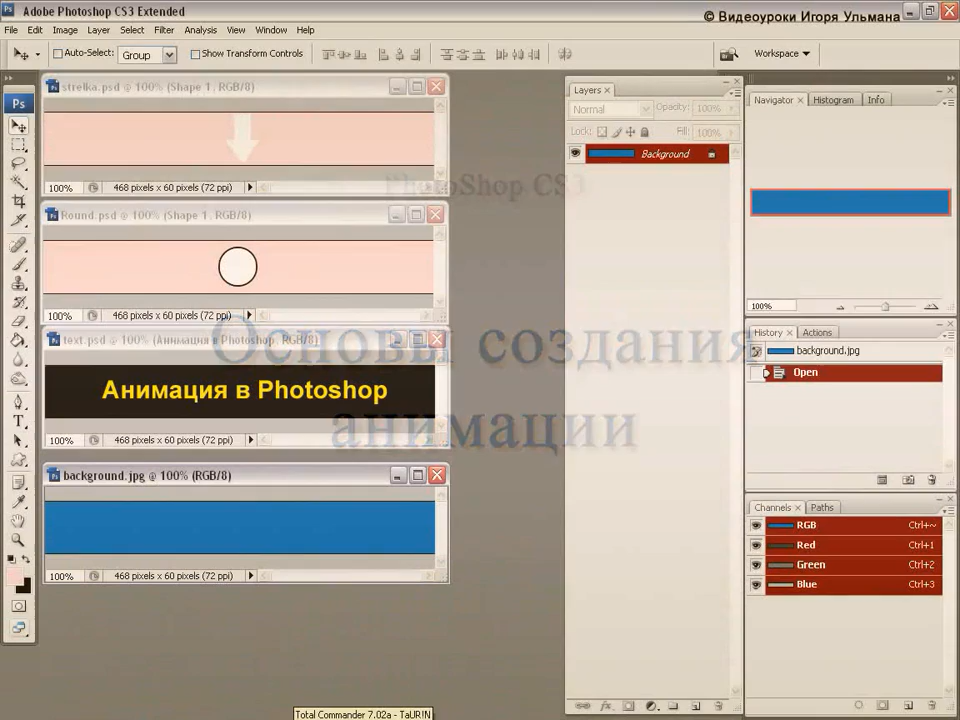 Adobe Photoshop CS3 Extended
© Видеоуроки Игоря Ульмана
File Edit Image Layer Select Filter Analysis View Window Help
Auto-Select: Group Show Transform Controls Workspace
strelka.psd @ 100% (Shape 1, RGB/8)
100% 468 pixels x 60 pixels (72 ppi)
Round.psd @ 100% (Shape 1, RGB/8)
100% 468 pixels x 60 pixels (72 ppi)
text.psd @ 100% (Анимация в Photoshop, RGB/8)
Анимация в Photoshop
100% 468 pixels x 60 pixels (72 ppi)
background.jpg @ 100% (RGB/8)
100% 468 pixels x 60 pixels (72 ppi)
PhotoShop CS3
Основы создания
анимации
Ps
Layers
Normal Opacity: 100%
Lock: Fill: 100%
Background
Navigator Histogram Info
100%
History Actions
background.jpg
Open
Channels Paths
RGB Ctrl+~
Red Ctrl+1
Green Ctrl+2
Blue Ctrl+3
Total Commander 7.02a - TaUR!N